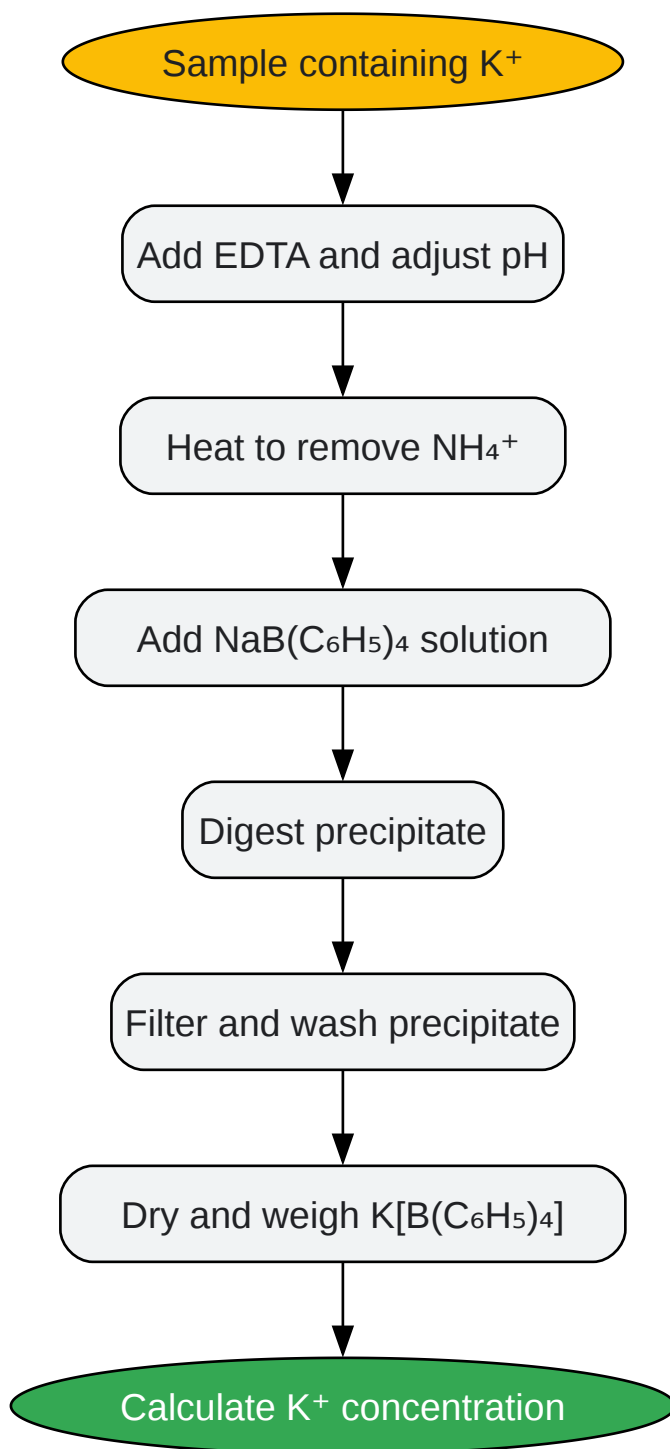 Sample containing K⁺
Add EDTA and adjust pH
Heat to remove NH₄⁺
Add NaB(C₆H₅)₄ solution
Digest precipitate
Filter and wash precipitate
Dry and weigh K[B(C₆H₅)₄]
Calculate K⁺ concentration